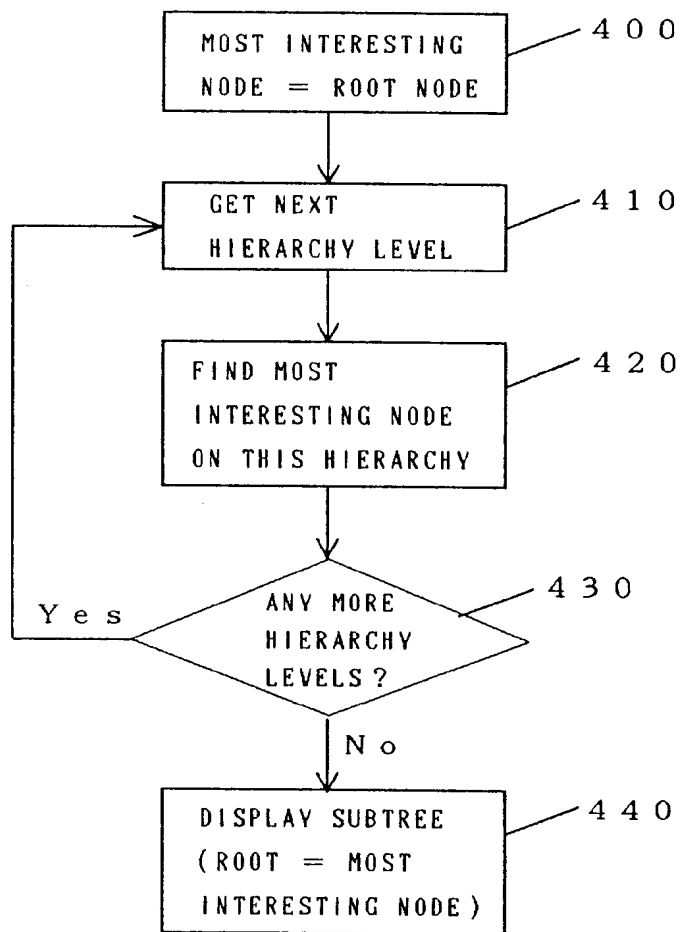 MOST INTERESTING
NODE = ROOT NODE
400
GET NEXT
HIERARCHY LEVEL
410
FIND MOST
INTERESTING NODE
ON THIS HIERARCHY
420
ANY MORE
HIERARCHY
LEVELS?
430
Yes
No
DISPLAY SUBTREE
(ROOT = MOST
INTERESTING NODE)
440